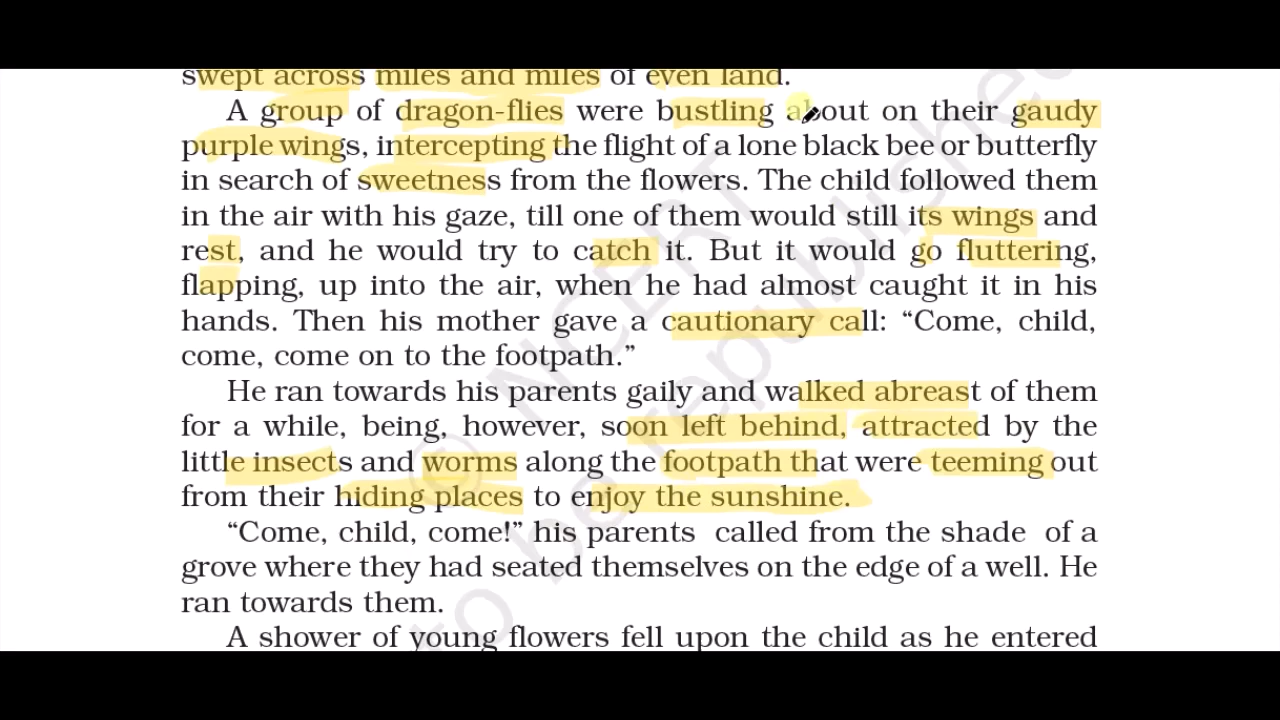 swept across miles and miles of even land.
A group of dragon-flies were bustling about on their gaudy
purple wings, intercepting the flight of a lone black bee or butterfly
in search of sweetness from the flowers. The child followed them
in the air with his gaze, till one of them would still its wings and
rest, and he would try to catch it. But it would go fluttering,
flapping, up into the air, when he had almost caught it in his
hands. Then his mother gave a cautionary call: “Come, child,
come, come on to the footpath.”
He ran towards his parents gaily and walked abreast of them
for a while, being, however, soon left behind, attracted by the
little insects and worms along the footpath that were teeming out
from their hiding places to enjoy the sunshine.
“Come, child, come!” his parents called from the shade of a
grove where they had seated themselves on the edge of a well. He
ran towards them.
A shower of young flowers fell upon the child as he entered
© NCERT
to be republished